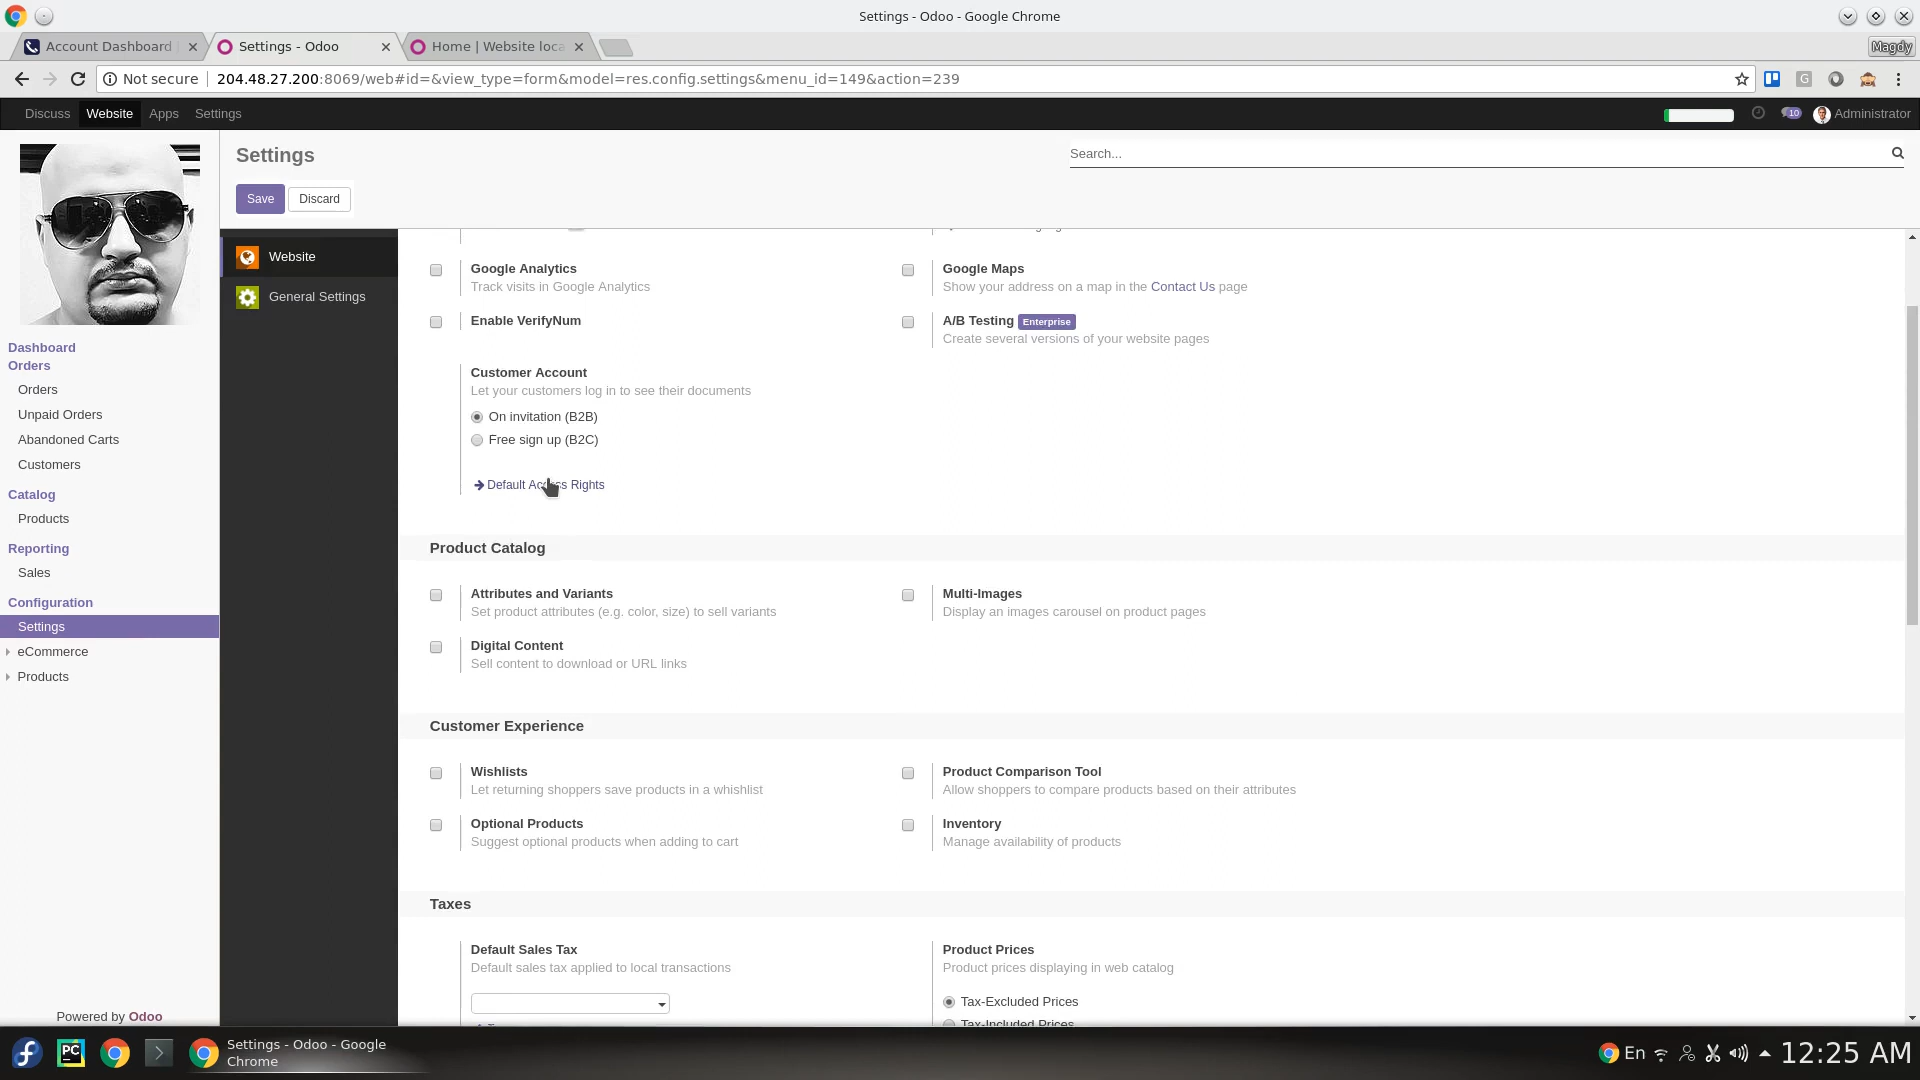 Settings - Odoo - Google Chrome
Account Dashboard
Settings - Odoo
Home | Website loca
Magdy
Not secure
204.48.27.200:8069/web#id=&view_type=form&model=res.config.settings&menu_id=149&action=239
Discuss Website Apps Settings
10 Administrator
Settings
Search...
Save Discard
Website
General Settings
Dashboard
Orders
Orders
Unpaid Orders
Abandoned Carts
Customers
Catalog
Products
Reporting
Sales
Configuration
Settings
eCommerce
Products
Powered by Odoo
Google Analytics
Track visits in Google Analytics
Google Maps
Show your address on a map in the Contact Us page
Enable VerifyNum
A/B Testing Enterprise
Create several versions of your website pages
Customer Account
Let your customers log in to see their documents
On invitation (B2B)
Free sign up (B2C)
Default Access Rights
Product Catalog
Attributes and Variants
Set product attributes (e.g. color, size) to sell variants
Multi-Images
Display an images carousel on product pages
Digital Content
Sell content to download or URL links
Customer Experience
Wishlists
Let returning shoppers save products in a whishlist
Product Comparison Tool
Allow shoppers to compare products based on their attributes
Optional Products
Suggest optional products when adding to cart
Inventory
Manage availability of products
Taxes
Default Sales Tax
Default sales tax applied to local transactions
Product Prices
Product prices displaying in web catalog
Tax-Excluded Prices
Tax-Included Prices
PC
Settings - Odoo - Google
Chrome
En
12:25 AM